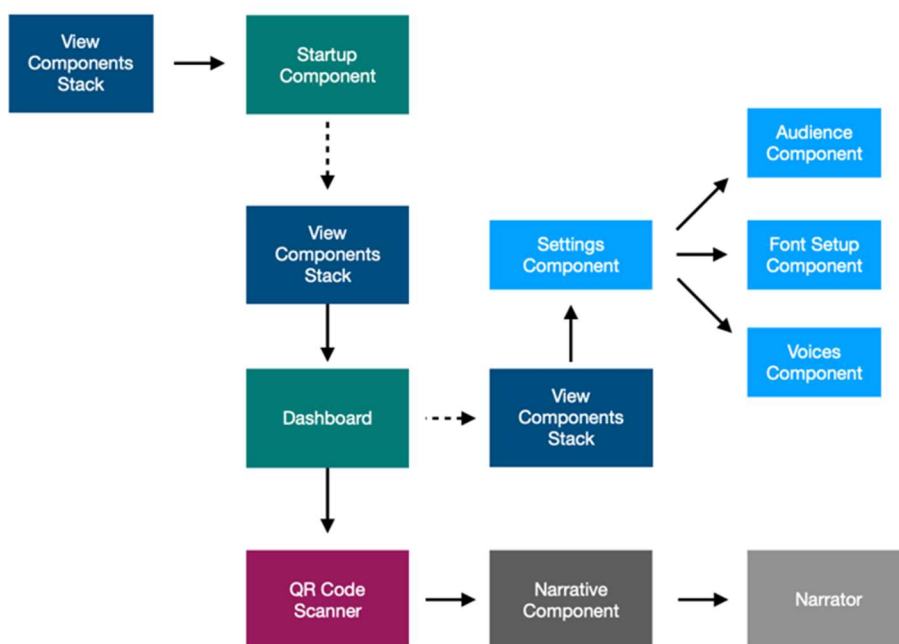 View
Components
Stack
Startup
Component
Audience
Component
View
Components
Stack
Settings
Component
Font Setup
Component
Voices
Component
Dashboard
View
Components
Stack
QR Code
Scanner
Narrative
Component
Narrator